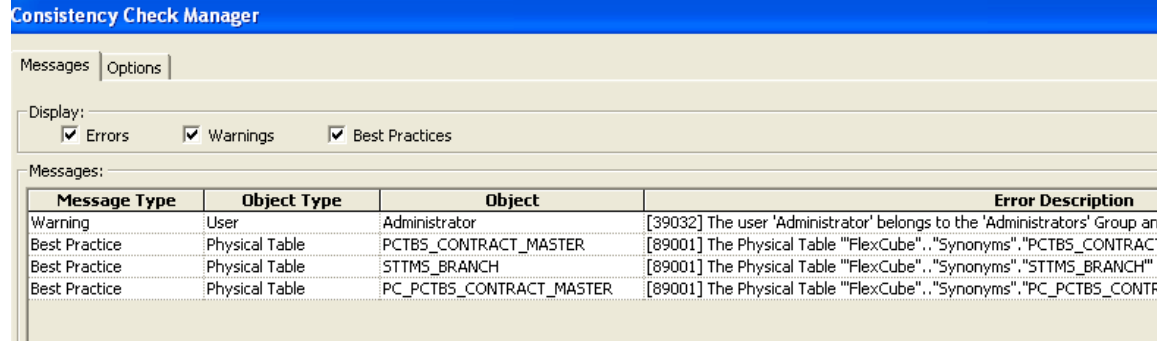 Consistency Check Manager
Messages Options
Display:
Errors Warnings Best Practices
Messages:
Message Type Object Type Object Error Description
Warning User Administrator [39032] The user 'Administrator' belongs to the 'Administrators' Group an
Best Practice Physical Table PCTBS_CONTRACT_MASTER [89001] The Physical Table '"FlexCube".."Synonyms"."PCTBS_CONTRACT
Best Practice Physical Table STTMS_BRANCH [89001] The Physical Table '"FlexCube".."Synonyms"."STTMS_BRANCH"'
Best Practice Physical Table PC_PCTBS_CONTRACT_MASTER [89001] The Physical Table '"FlexCube".."Synonyms"."PC_PCTBS_CONTR